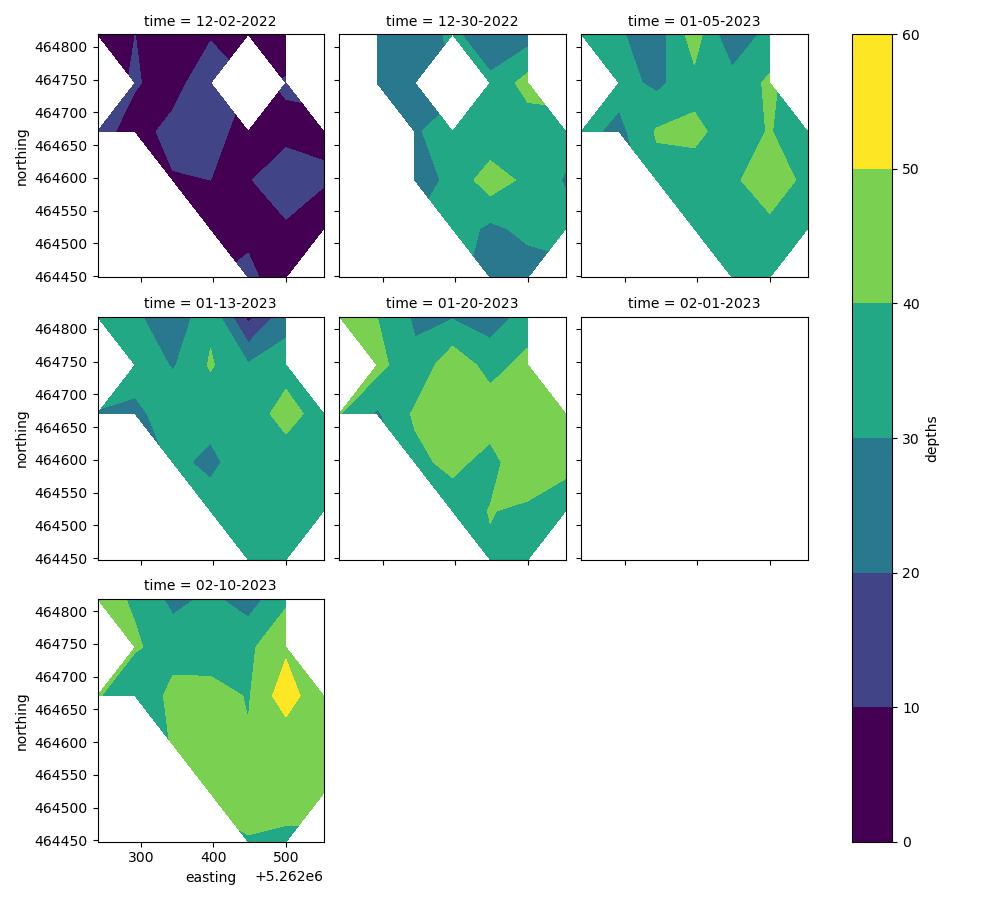 time = 12-02-2022
time = 12-30-2022
time = 01-05-2023
464800
464750
464700
464650
464600
464550
464500
464450
northing
time = 01-13-2023
time = 01-20-2023
time = 02-01-2023
464800
464750
464700
464650
464600
464550
464500
464450
northing
time = 02-10-2023
464800
464750
464700
464650
464600
464550
464500
464450
northing
300 400 500
easting +5.262e6
60
50
40
30
20
10
0
depths